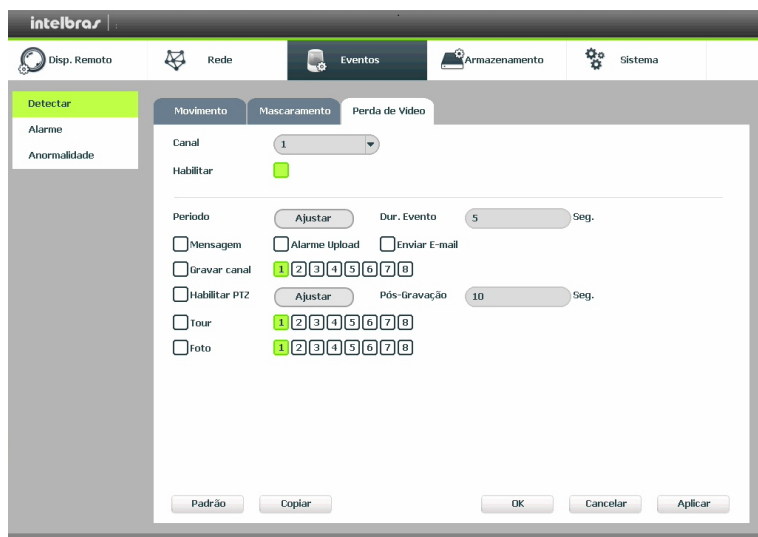 intelbras
Disp. Remoto Rede Eventos Armazenamento Sistema
Detectar
Alarme
Anormalidade
Movimento Mascaramento Perda de Vídeo
Canal 1
Habilitar
Período Ajustar Dur. Evento 5 Seg.
Mensagem Alarme Upload Enviar E-mail
Gravar canal 1 2 3 4 5 6 7 8
Habilitar PTZ Ajustar Pós-Gravação 10 Seg.
Tour 1 2 3 4 5 6 7 8
Foto 1 2 3 4 5 6 7 8
Padrão Copiar OK Cancelar Aplicar